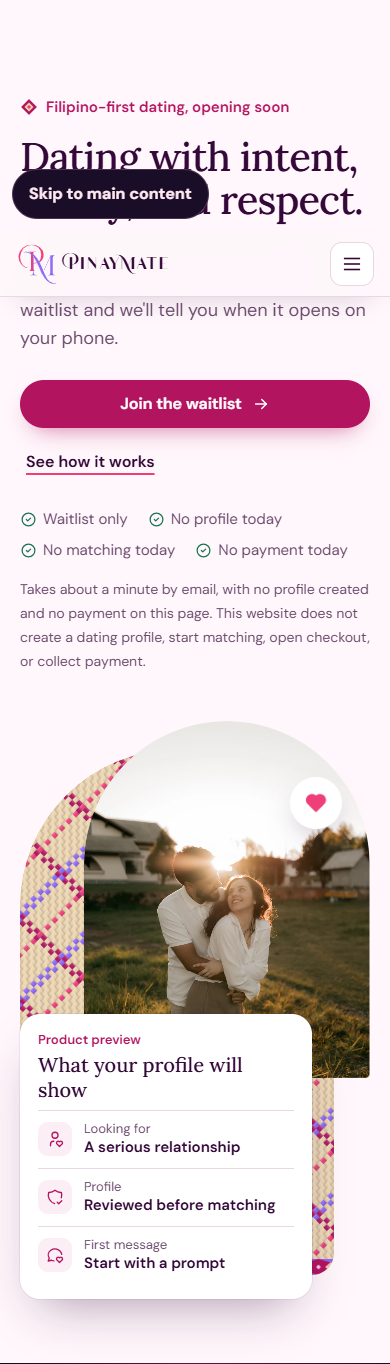 Filipino-first dating, opening soon
Dating with intent,
respect.
Skip to main content
PINAYMATE
waitlist and we'll tell you when it opens on
your phone.
Join the waitlist
See how it works
Waitlist only
No profile today
No matching today
No payment today
Takes about a minute by email, with no profile created
and no payment on this page. This website does not
create a dating profile, start matching, open checkout,
or collect payment.
Product preview
What your profile will
show
Looking for
A serious relationship
Profile
Reviewed before matching
First message
Start with a prompt